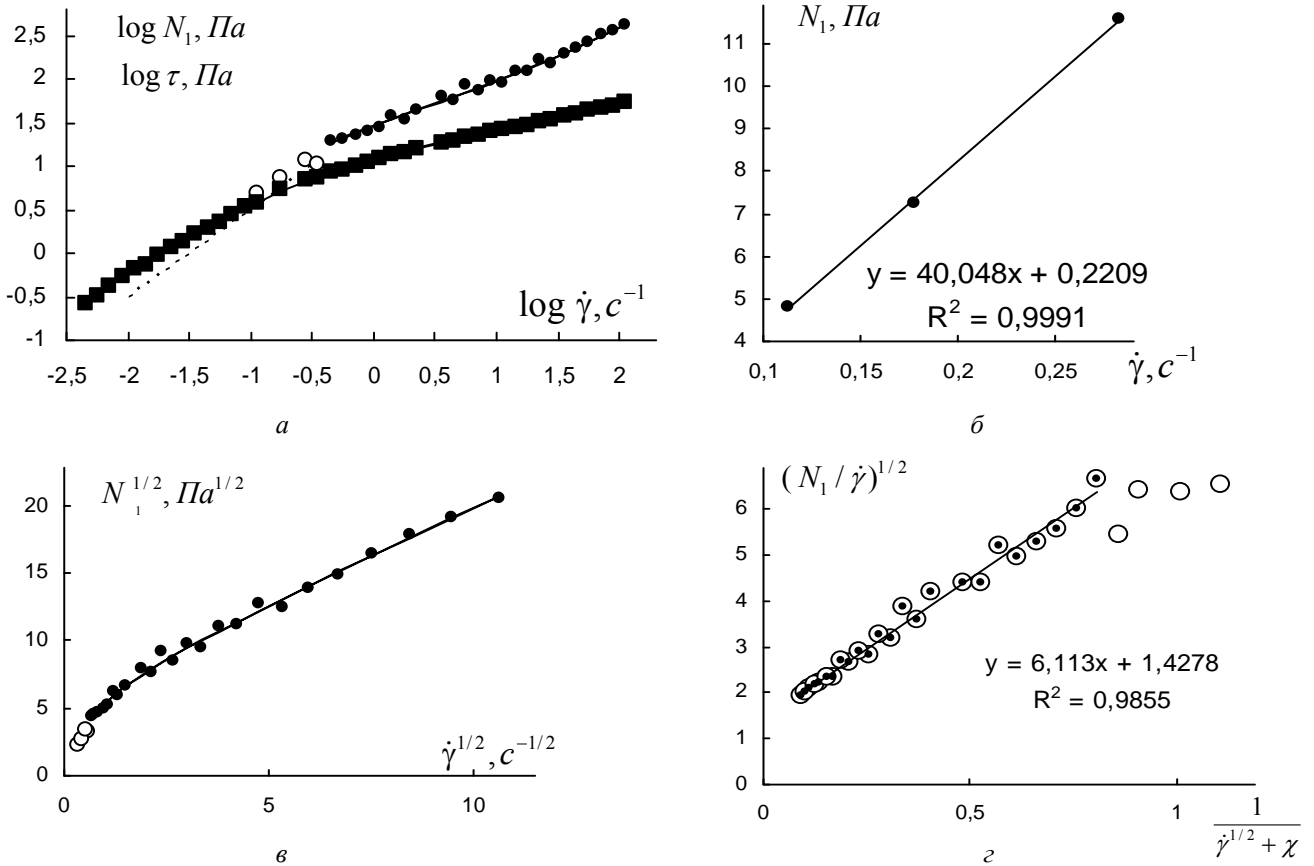 2,5
2
1,5
1
0,5
0
-0,5
-1
log N₁, Па
log τ, Па
log γ̇, c⁻¹
-2,5 -2 -1,5 -1 -0,5 0 0,5 1 1,5 2
а
N₁, Па
11
10
9
8
7
6
5
4
y = 40,048x + 0,2209
R² = 0,9991
0,1 0,15 0,2 0,25
γ̇, c⁻¹
б
20
15
10
5
0
N₁^{1/2}, Па^{1/2}
γ̇^{1/2}, c^{-1/2}
0 5 10
в
(N₁ / γ̇)^{1/2}
6
5
4
3
2
1
0
y = 6,113x + 1,4278
R² = 0,9855
0 0,5 1
1
γ̇^{1/2} + χ
г